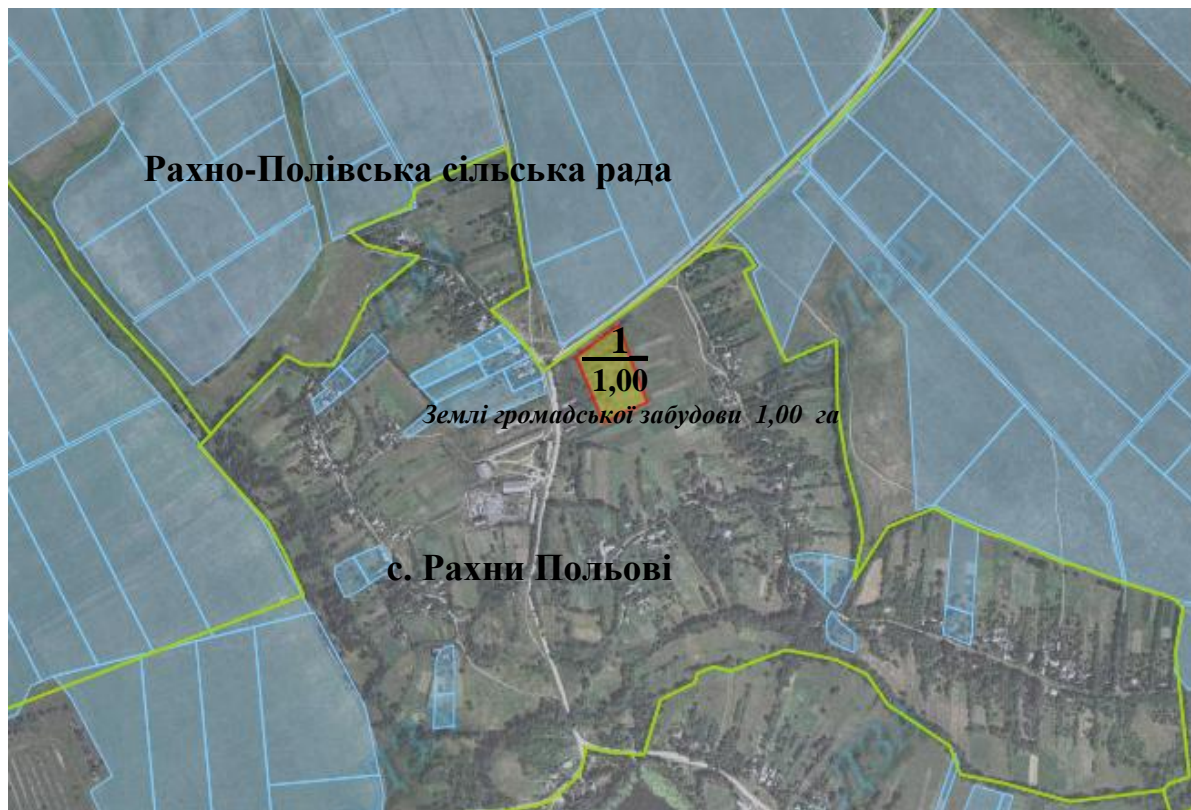 Рахно-Полівська сільська рада
1
1,00
Землі громадської забудови 1,00 га
с. Рахни Польові